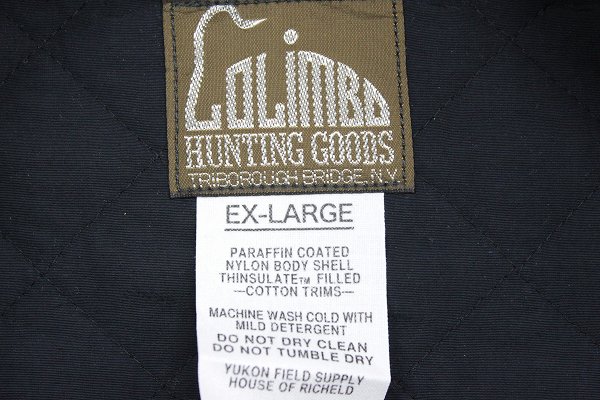 COLIMBO
HUNTING GOODS
TRIBOROUGH BRIDGE, N.Y.
EX-LARGE
PARAFFIN COATED
NYLON BODY SHELL
THINSULATE™ FILLED
—COTTON TRIMS—
MACHINE WASH COLD WITH
MILD DETERGENT
DO NOT DRY CLEAN
DO NOT TUMBLE DRY
YUKON FIELD SUPPLY
HOUSE OF RICHELD